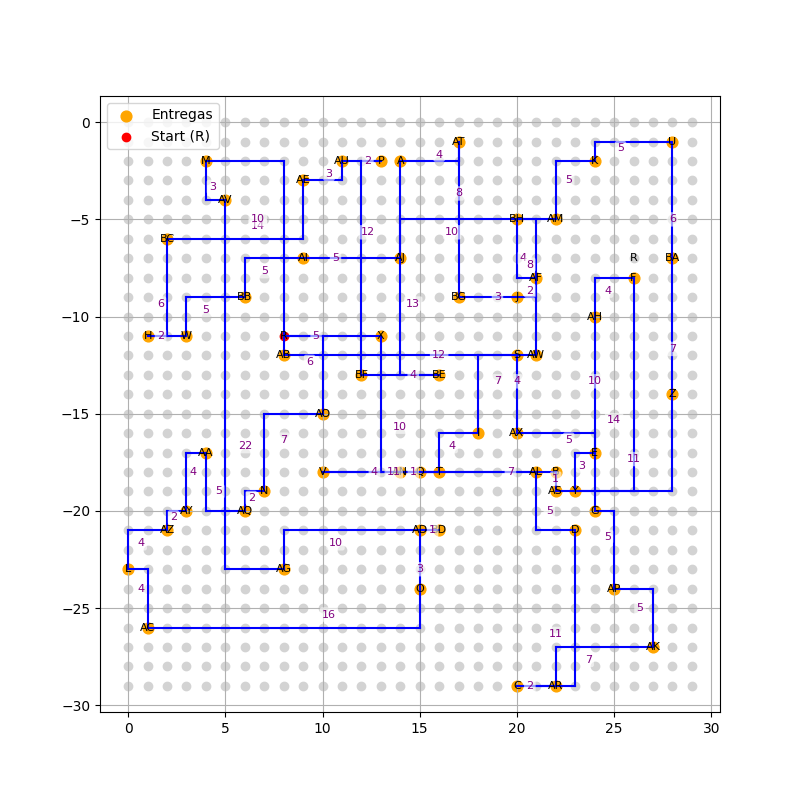 Entregas
Start (R)
AT
U
4
5
M
AU
2
P
A
K
3
AE
3
5
AV
8
10
14
BH
AM
6
BC
12
10
AI
5
AJ
4
8
R
BA
5
AF
F
BB
BG
3
2
4
6
5
13
AH
H
2
W
5
X
AB
6
12
S
AW
7
BF
4
BE
7
4
10
Z
AO
10
14
7
22
4
I
AX
5
AA
E
11
4
V
4
7
AL
3
1
5
N
AS
Y
2
AY
AQ
G
2
5
AZ
AD
D
5
4
10
L
AG
3
4
O
AP
AC
16
5
11
AK
7
C
2
AR
0
−5
−10
−15
−20
−25
−30
0
5
10
15
20
25
30